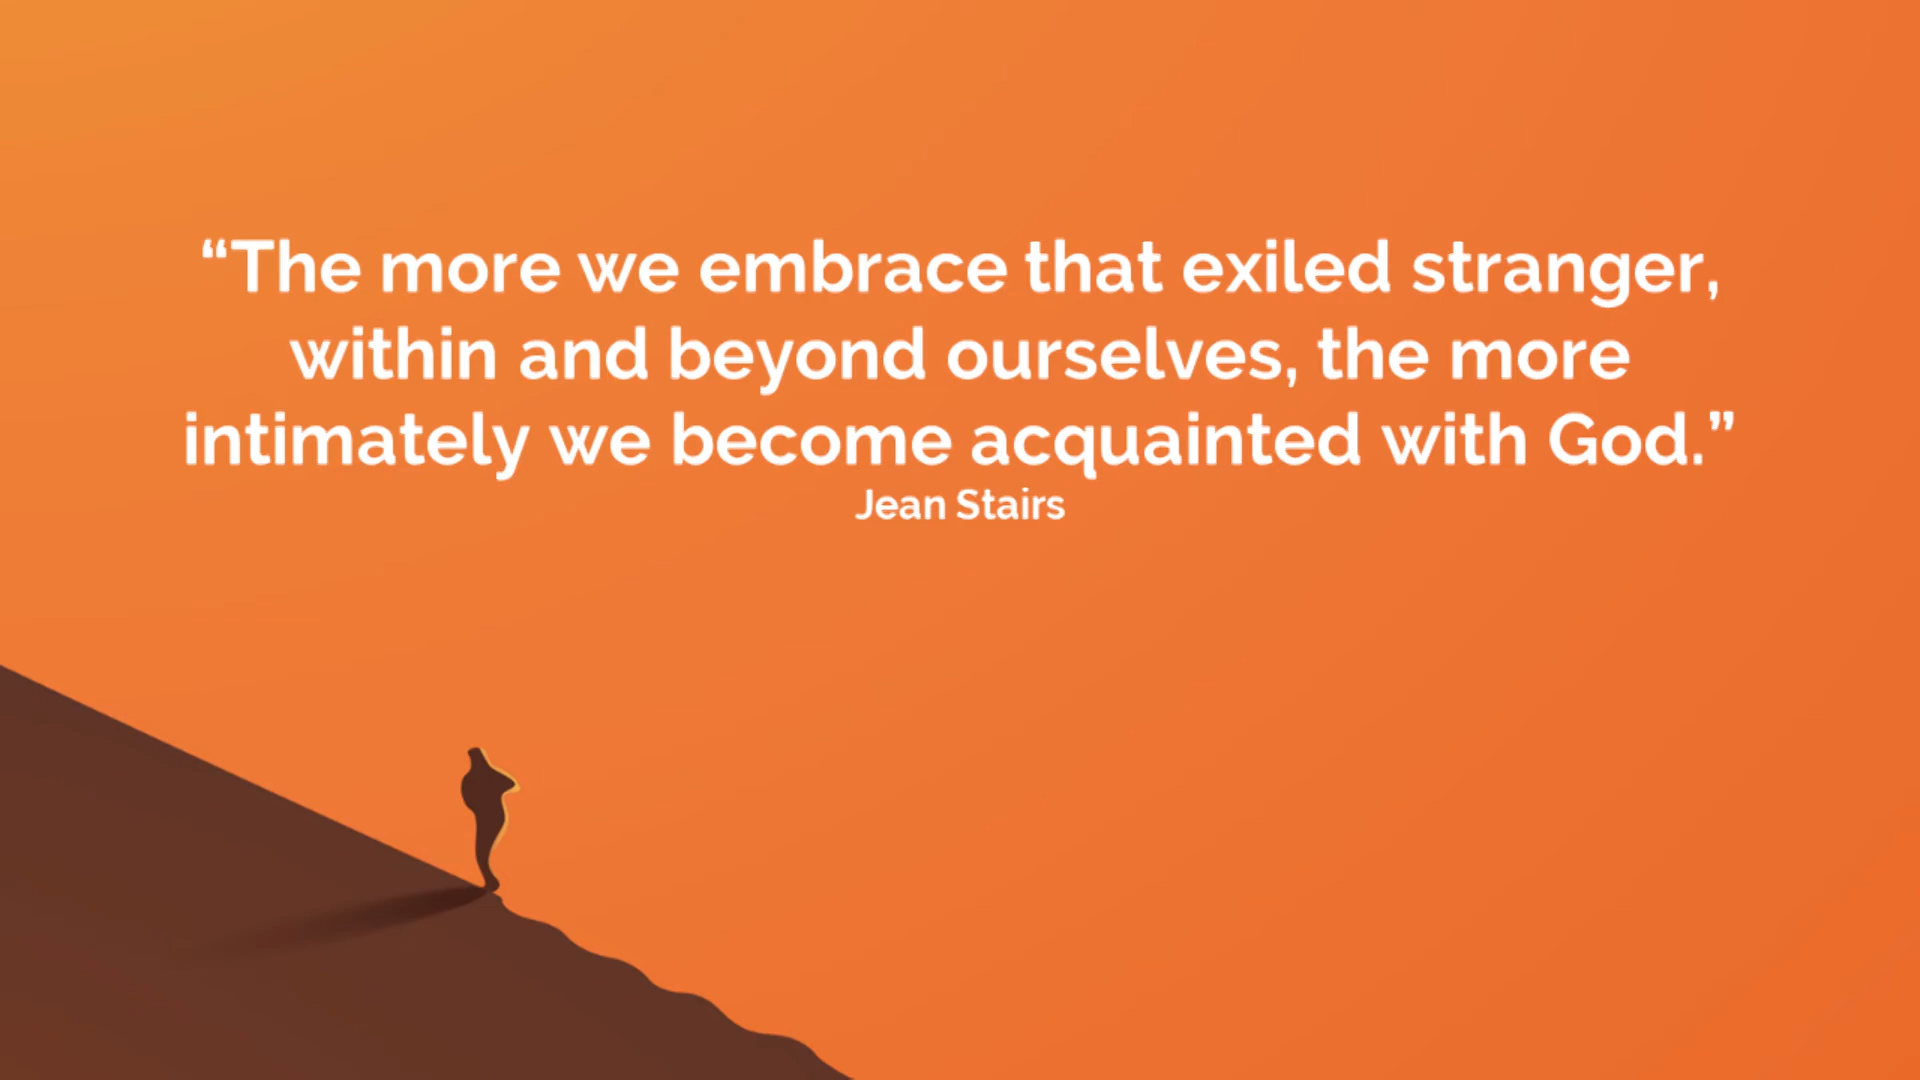 “The more we embrace that exiled stranger,
within and beyond ourselves, the more
intimately we become acquainted with God.”
Jean Stairs